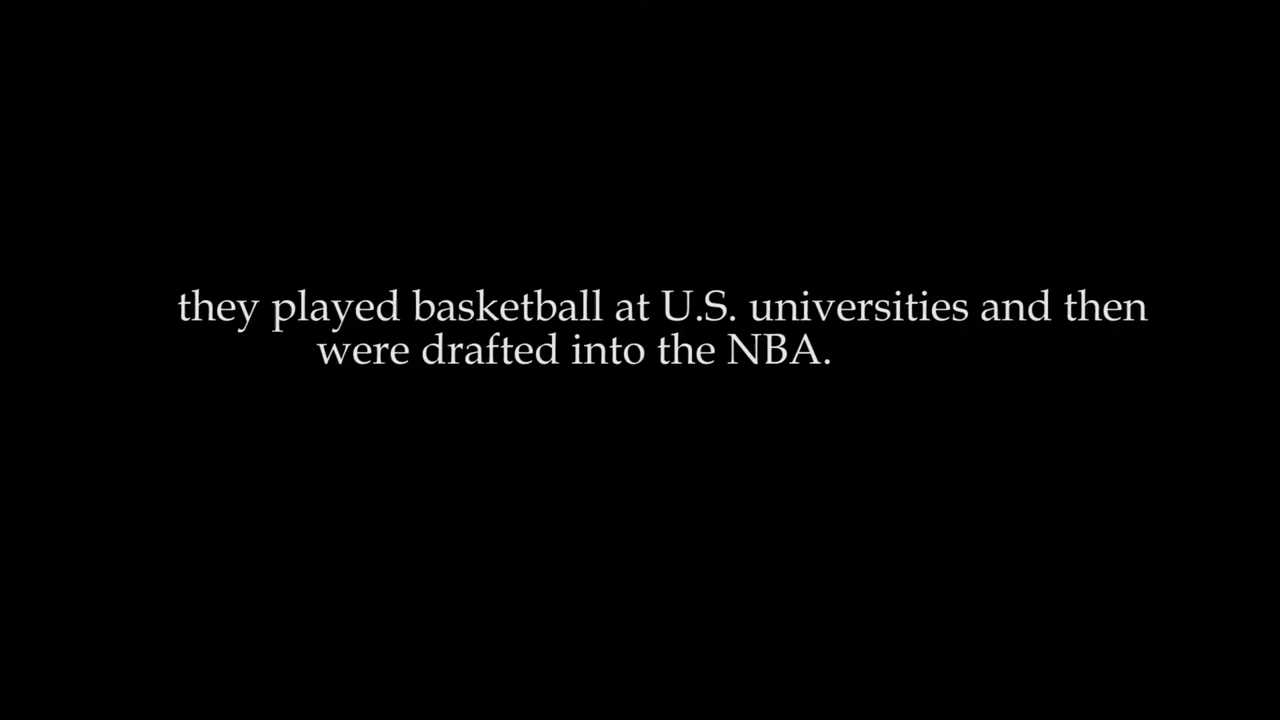 they played basketball at U.S. universities and then
were drafted into the NBA.